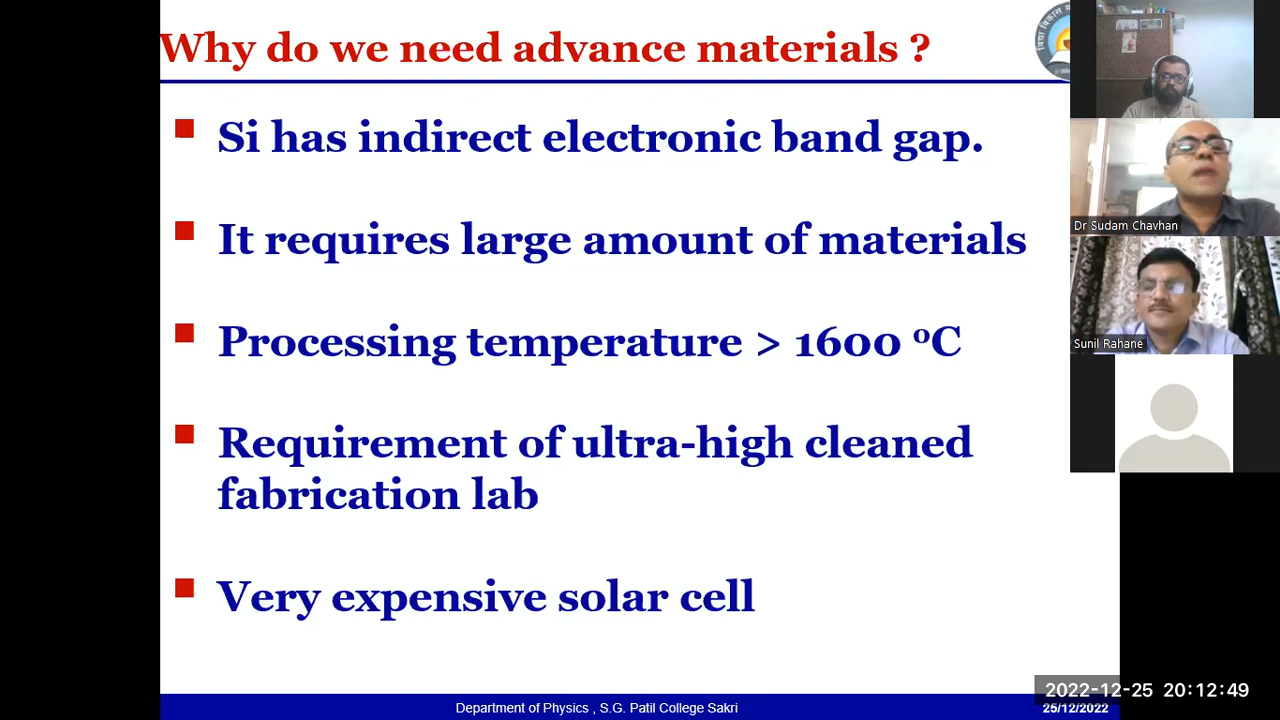 Why do we need advance materials ?
Si has indirect electronic band gap.
It requires large amount of materials
Processing temperature > 1600 ⁰C
Requirement of ultra-high cleaned
fabrication lab
Very expensive solar cell
Department of Physics , S.G. Patil College Sakri
25/12/2022
2022-12-25 20:12:49
Dr Sudam Chavhan
Sunil Rahane